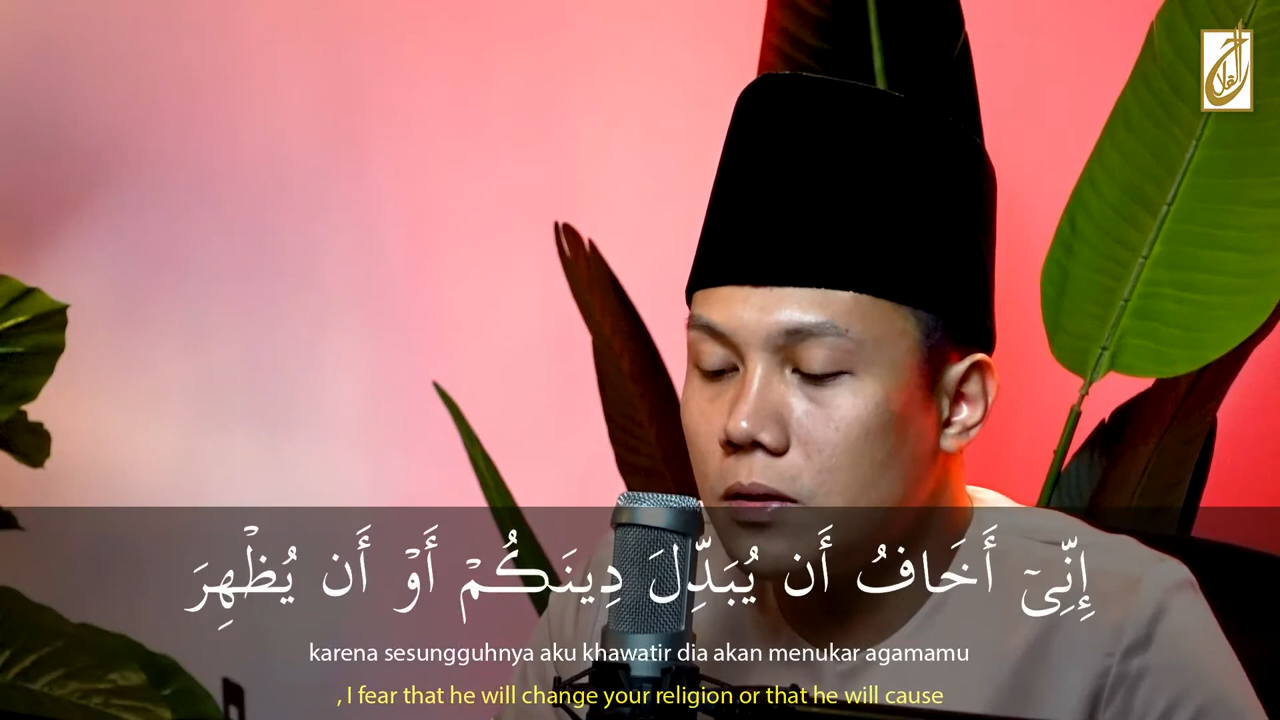 إِنِّىٓ أَخَافُ أَن يُبَدِّلَ دِينَكُمْ أَوْ أَن يُظْهِرَ
karena sesungguhnya aku khawatir dia akan menukar agamamu
, I fear that he will change your religion or that he will cause